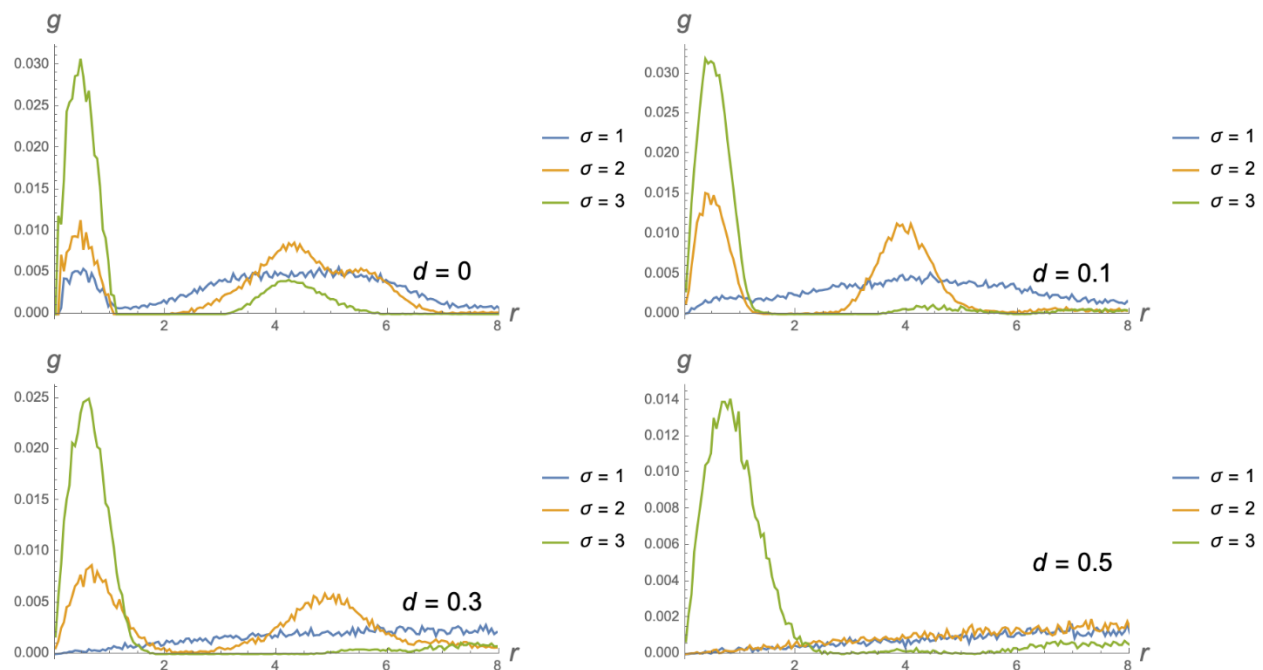 g
0.030
0.025
0.020
0.015
0.010
0.005
0.000
2
4
6
8
r
σ = 1
σ = 2
σ = 3
d = 0
g
0.030
0.025
0.020
0.015
0.010
0.005
0.000
2
4
6
8
r
σ = 1
σ = 2
σ = 3
d = 0.1
g
0.025
0.020
0.015
0.010
0.005
0.000
2
4
6
8
r
σ = 1
σ = 2
σ = 3
d = 0.3
g
0.014
0.012
0.010
0.008
0.006
0.004
0.002
0.000
2
4
6
8
r
σ = 1
σ = 2
σ = 3
d = 0.5